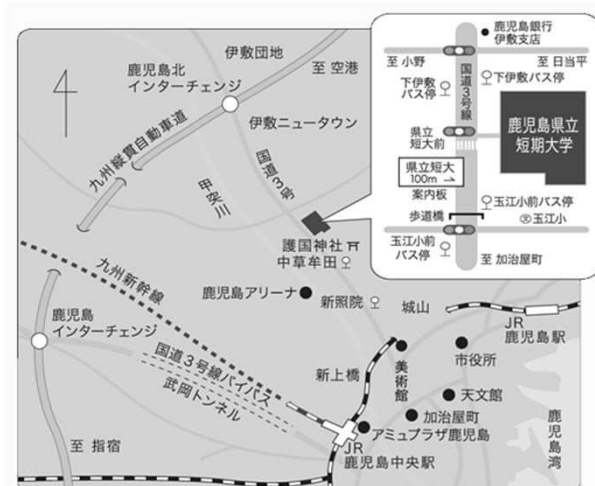 伊敷団地
鹿児島北
インターチェンジ
至 空港
伊敷ニュータウン
九州縦貫自動車道
国道3号
甲突川
護国神社
中草牟田
九州新幹線
鹿児島アリーナ
新照院
城山
鹿児島
インターチェンジ
国道3号線バイパス
武岡トンネル
新上橋
美術館
市役所
JR
鹿児島駅
天文館
加治屋町
アミュプラザ鹿児島
JR
鹿児島中央駅
至 指宿
鹿児島湾
鹿児島銀行
伊敷支店
至 小野
至 日当平
国道3号線
下伊敷
バス停
下伊敷バス停
県立
短大前
鹿児島県立
短期大学
県立短大
100m →
案内板
玉江小前バス停
歩道橋
文 玉江小
玉江小前
バス停
至 加治屋町